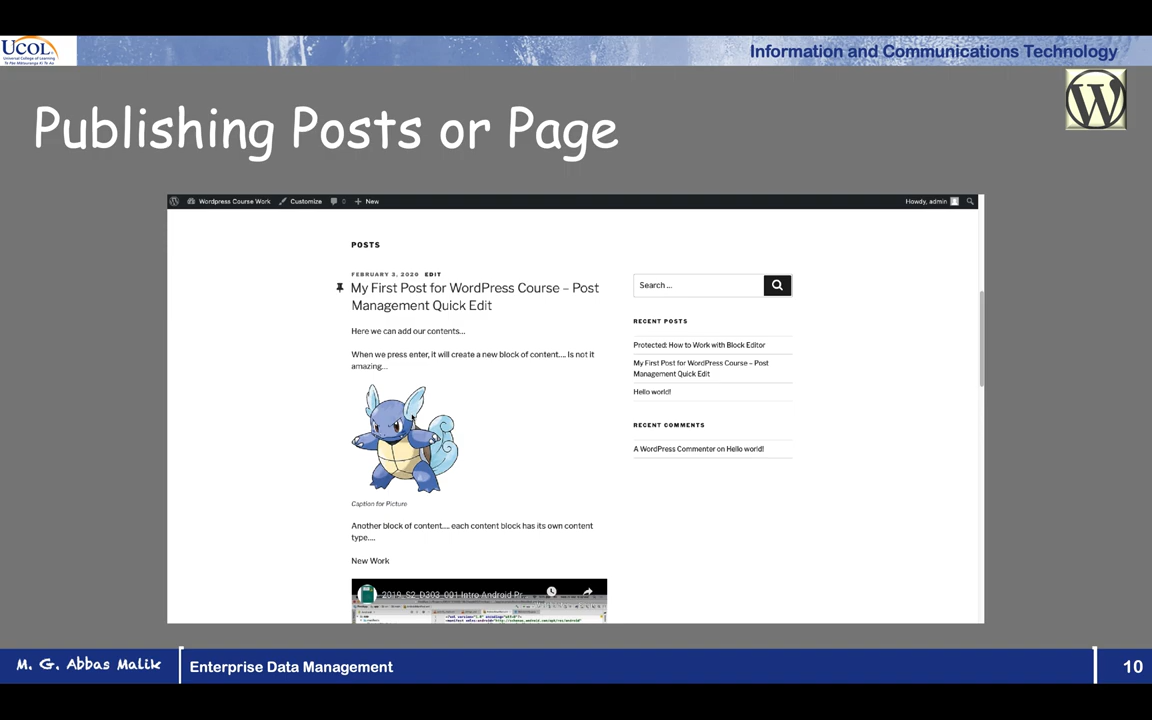 UCOL
Universal College of Learning
Information and Communications Technology
Publishing Posts or Page
Wordpress Course Work Customize 0 New Howdy, admin
POSTS
FEBRUARY 3, 2020 EDIT
My First Post for WordPress Course – Post
Management Quick Edit
Here we can add our contents...
When we press enter, it will create a new block of content.... Is not it
amazing...
Caption for Picture
Another block of content.... each content block has its own content
type....
New Work
2019_S2_D303_001 Intro Android Pr...
Search ...
RECENT POSTS
Protected: How to Work with Block Editor
My First Post for WordPress Course – Post
Management Quick Edit
Hello world!
RECENT COMMENTS
A WordPress Commenter on Hello world!
M. G. Abbas Malik
Enterprise Data Management
10